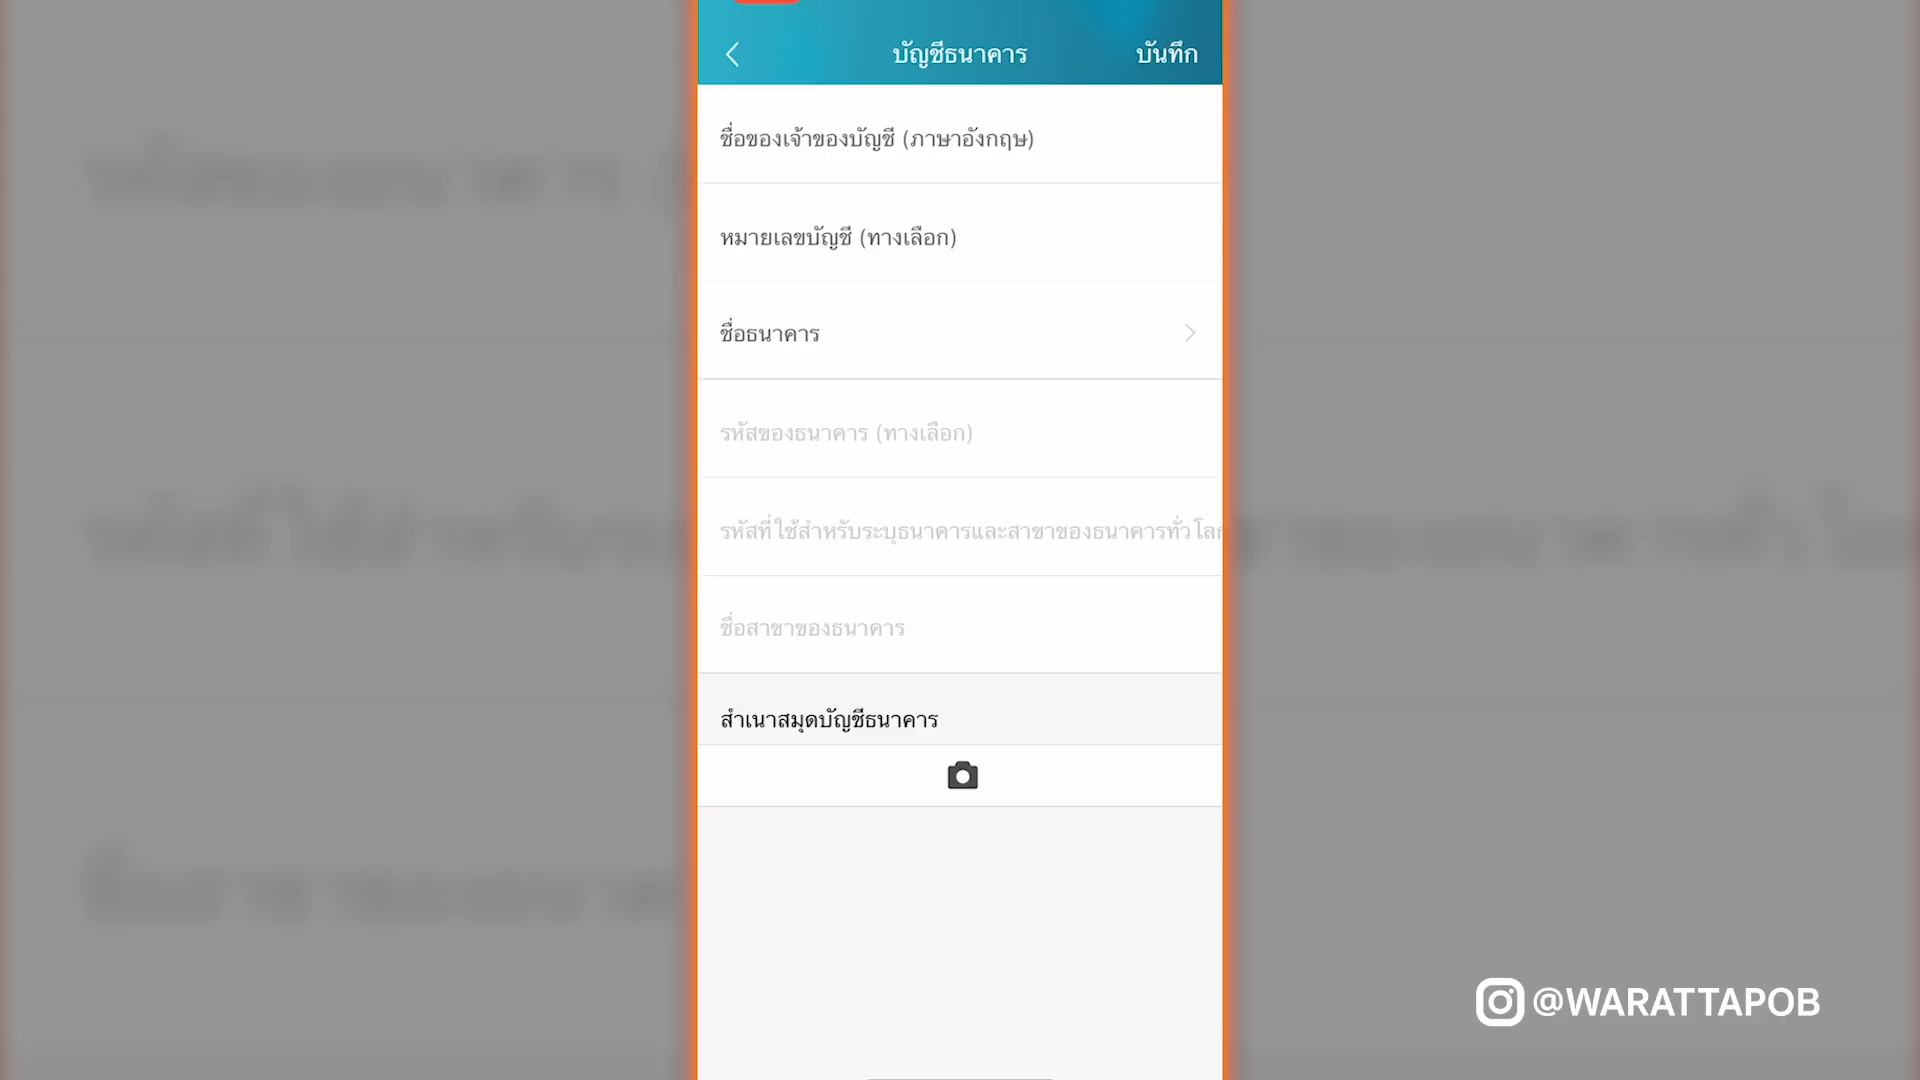 บัญชีธนาคาร
บันทึก
ชื่อของเจ้าของบัญชี (ภาษาอังกฤษ)
หมายเลขบัญชี (ทางเลือก)
ชื่อธนาคาร
รหัสของธนาคาร (ทางเลือก)
รหัสที่ใช้สำหรับระบุธนาคารและสาขาของธนาคารทั่วโลก
ชื่อสาขาของธนาคาร
สำเนาสมุดบัญชีธนาคาร
@WARATTAPOB